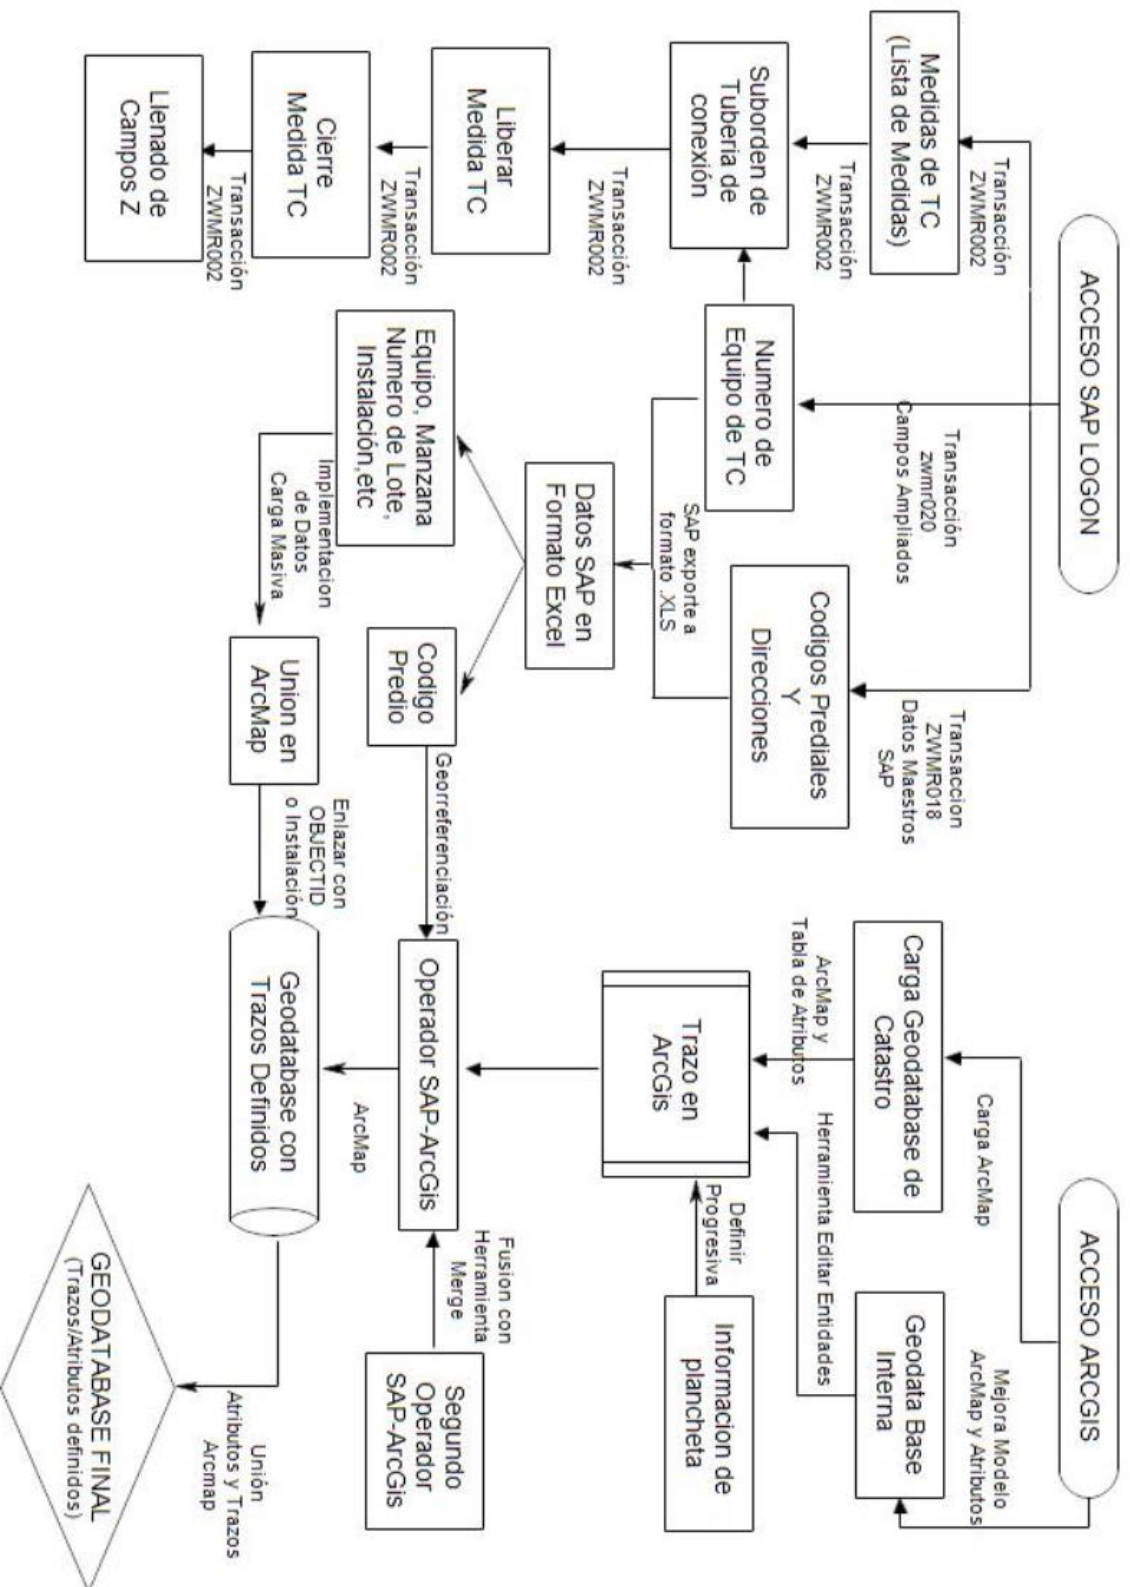 ACCESO SAP LOGON
ACCESO ARCGIS
Transacción
ZWMR002
Transacción
zwmr020
Campos Ampliados
Transaccion
ZWMR018
Datos Maestros
SAP
Carga ArcMap
Mejora Modelo
ArcMap y Atributos
Medidas de TC
(Lista de Medidas)
Codigos Prediales
Y
Direcciones
Carga Geodatabase de
Catastro
Geodata Base
Interna
Transacción
ZWMR002
Numero de
Equipo de TC
ArcMap y
Tabla de Atributos
Herramienta Editar Entidades
Suborden de
Tuberia de
conexión
SAP exporte a
formato .XLS
Trazo en
ArcGis
Definir
Progresiva
Informacion de
plancheta
Transacción
ZWMR002
Datos SAP en
Formato Excel
Liberar
Medida TC
Equipo, Manzana
Numero de Lote,
Instalación,etc
Codigo
Predio
Georreferenciación
Operador SAP-ArcGis
Fusion con
Herramienta
Merge
Segundo
Operador
SAP-ArcGis
Transacción
ZWMR002
Cierre
Medida TC
Implementacion
de Datos
Carga Masiva
Union en
ArcMap
Enlazar con
OBJECTID
o Instalación
ArcMap
Geodatabase con
Trazos Definidos
Transacción
ZWMR002
Llenado de
Campos Z
Unión
Atributos y Trazos
Arcmap
GEODATABASE FINAL
(Trazos/Atributos definidos)